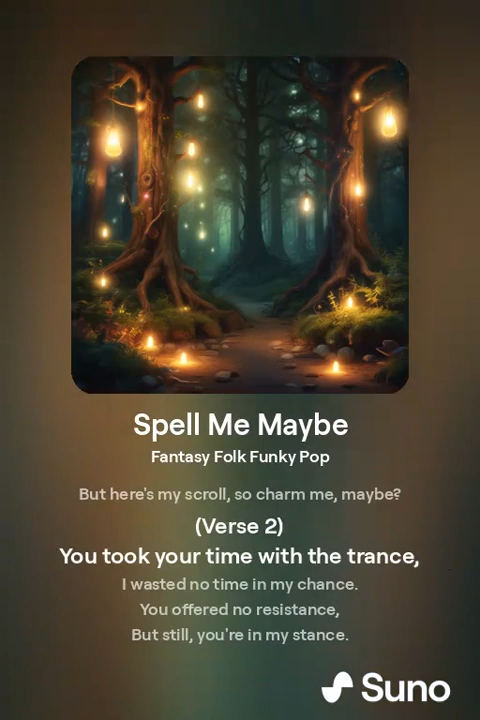 Spell Me Maybe
Fantasy Folk Funky Pop
But here's my scroll, so charm me, maybe?
(Verse 2)
You took your time with the trance,
I wasted no time in my chance.
You offered no resistance,
But still, you're in my stance.
Suno